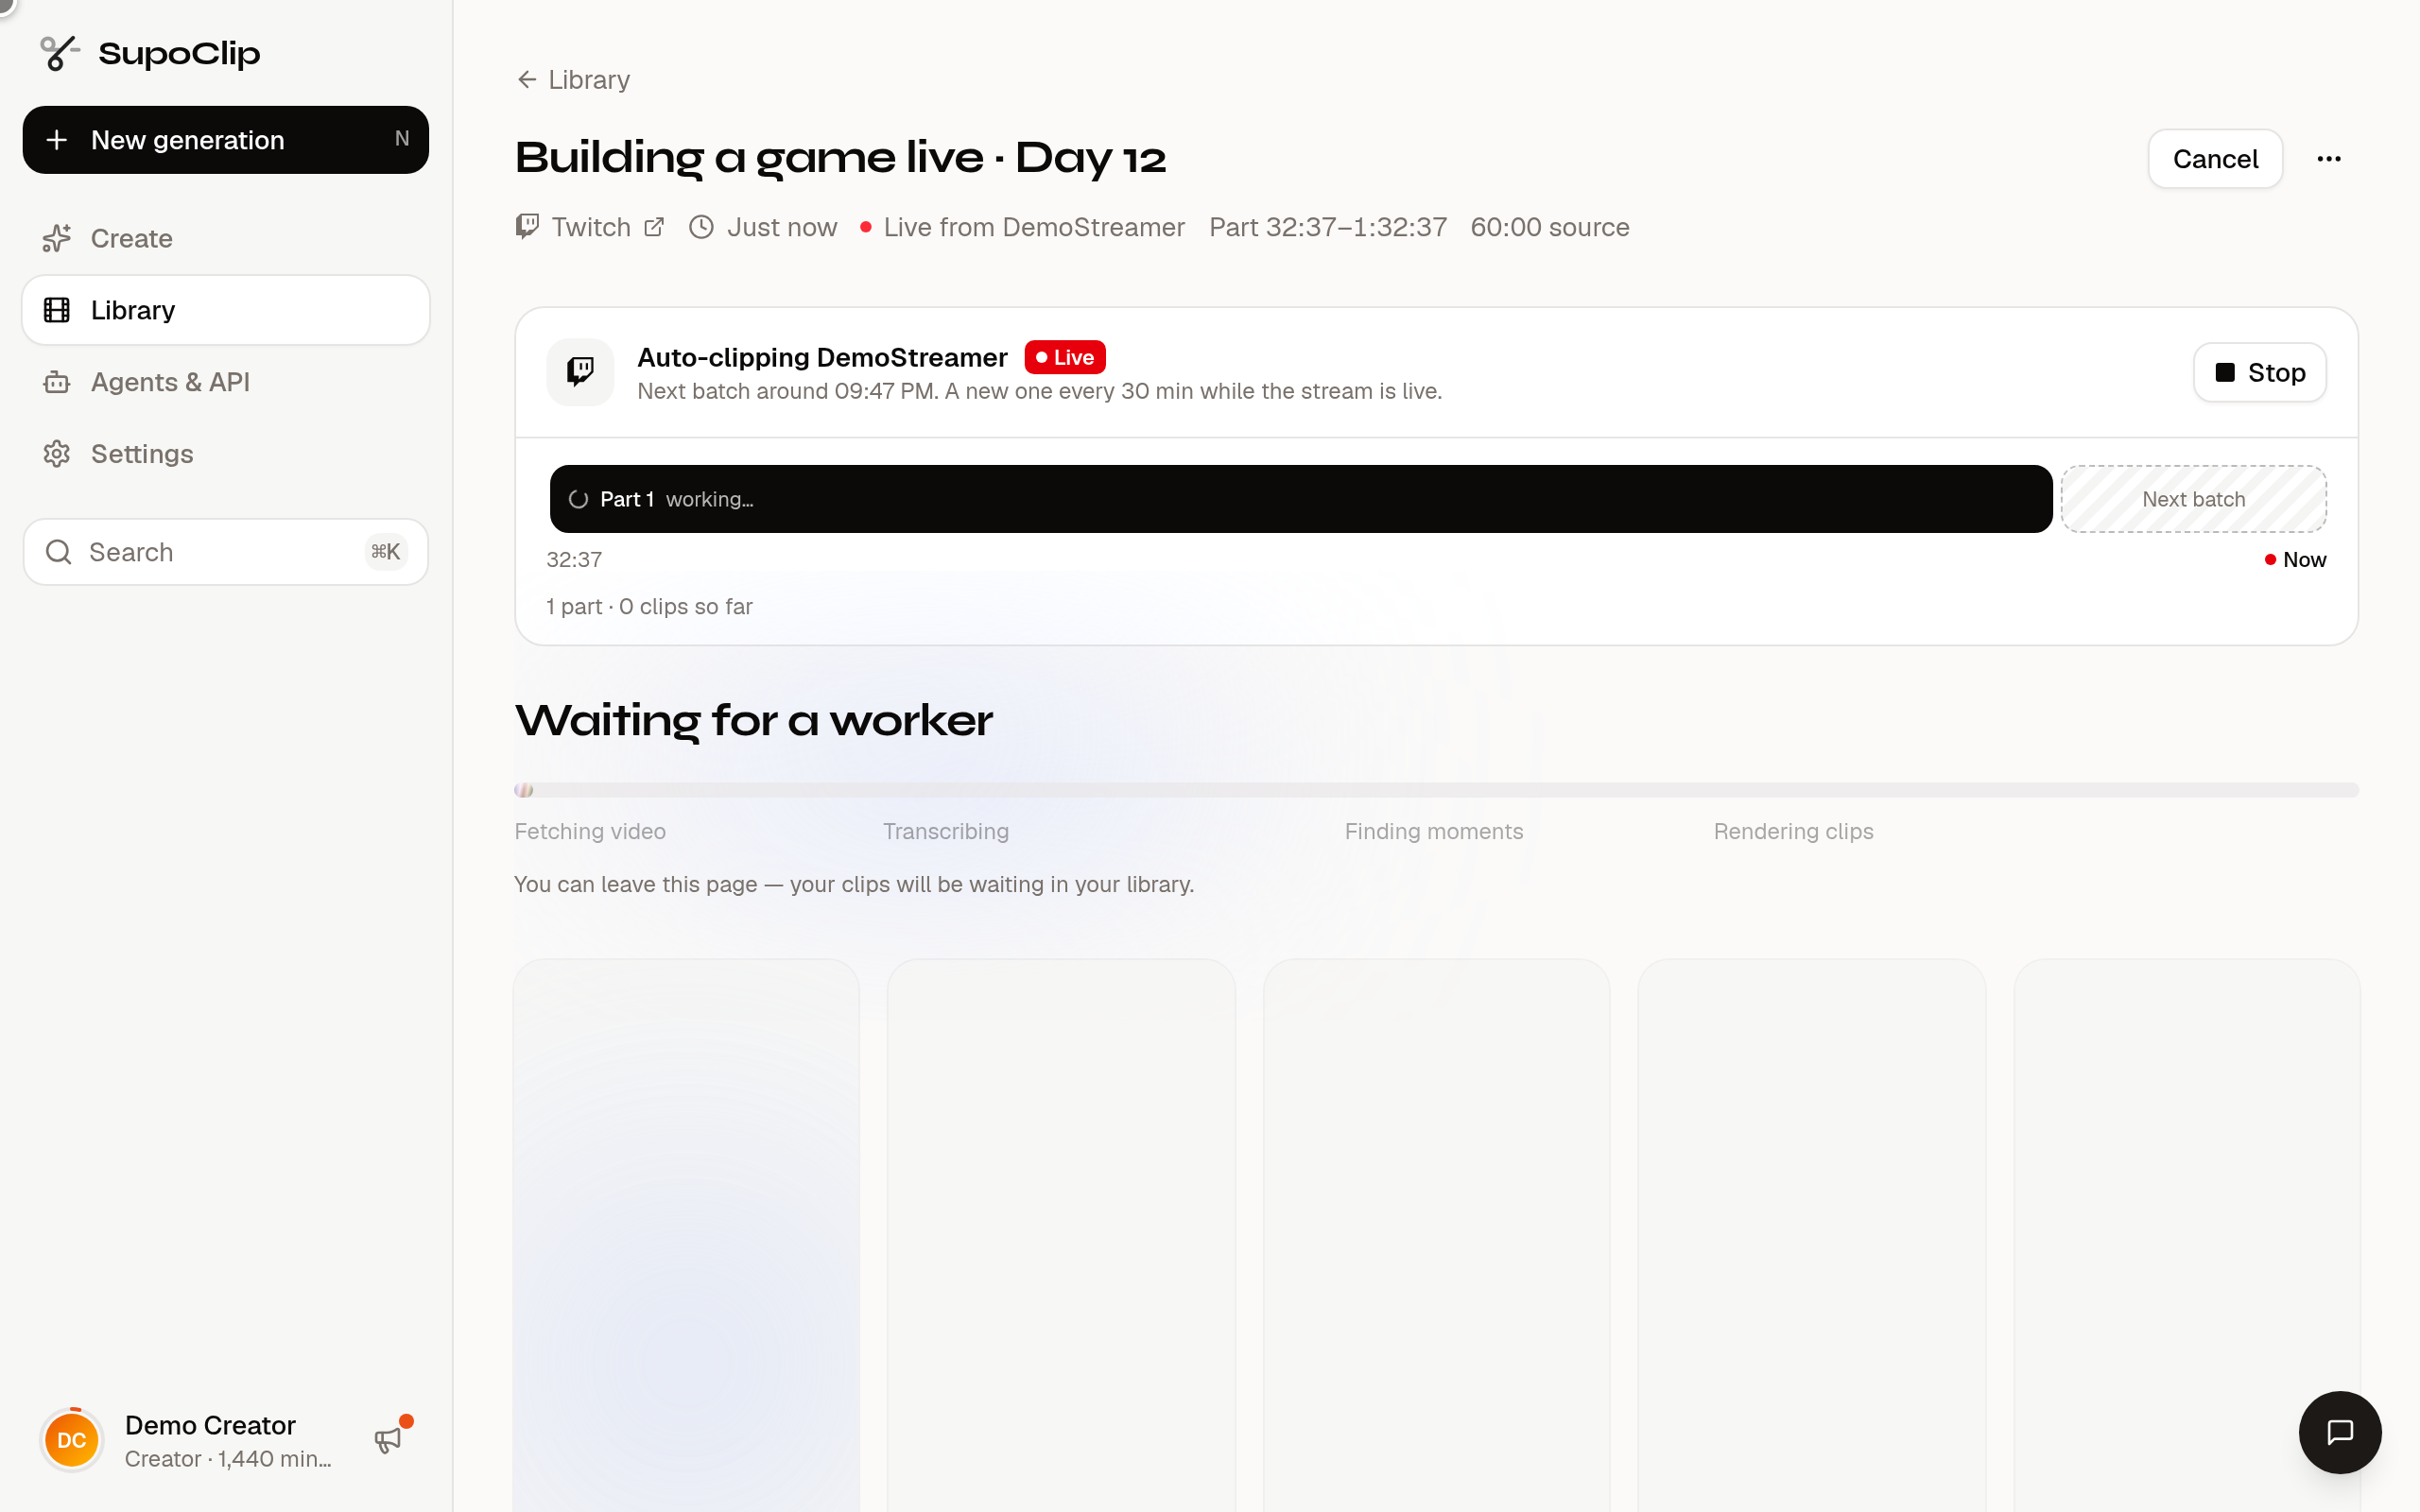 SupoClip
New generation N
Create
Library
Agents & API
Settings
Search ⌘K
Demo Creator
DC
Creator · 1,440 min...
Library
Building a game live · Day 12
Cancel
Twitch Just now Live from DemoStreamer Part 32:37–1:32:37 60:00 source
Auto-clipping DemoStreamer Live
Next batch around 09:47 PM. A new one every 30 min while the stream is live.
Stop
Part 1 working...
Next batch
32:37
Now
1 part · 0 clips so far
Waiting for a worker
Fetching video Transcribing Finding moments Rendering clips
You can leave this page — your clips will be waiting in your library.